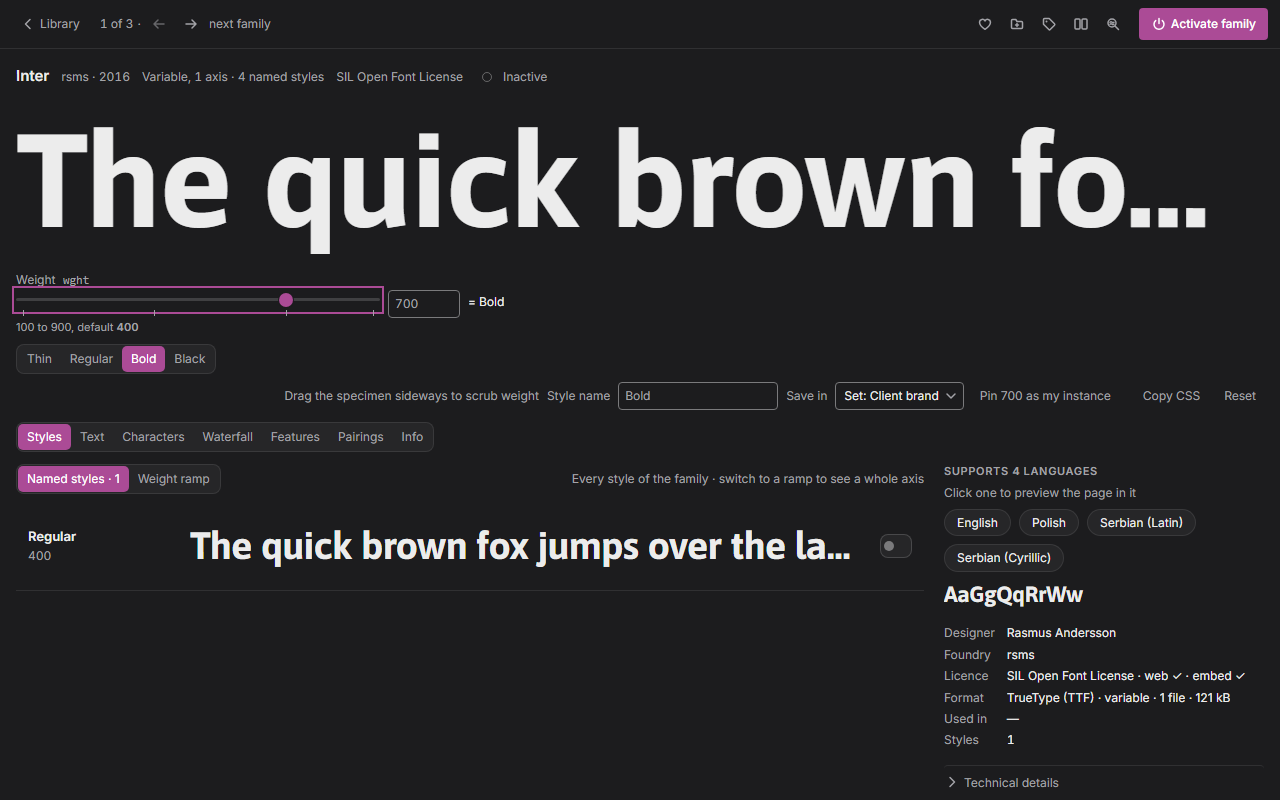 Library 1 of 3 · next family Activate family
Inter rsms · 2016 Variable, 1 axis · 4 named styles SIL Open Font License Inactive
The quick brown fo...
Weight wght
700 = Bold
100 to 900, default 400
Thin Regular Bold Black
Drag the specimen sideways to scrub weight Style name Bold Save in Set: Client brand Pin 700 as my instance Copy CSS Reset
Styles Text Characters Waterfall Features Pairings Info
Named styles · 1 Weight ramp Every style of the family · switch to a ramp to see a whole axis
Regular
400
The quick brown fox jumps over the la...
SUPPORTS 4 LANGUAGES
Click one to preview the page in it
English Polish Serbian (Latin)
Serbian (Cyrillic)
AaGgQqRrWw
Designer Rasmus Andersson
Foundry rsms
Licence SIL Open Font License · web ✓ · embed ✓
Format TrueType (TTF) · variable · 1 file · 121 kB
Used in —
Styles 1
Technical details